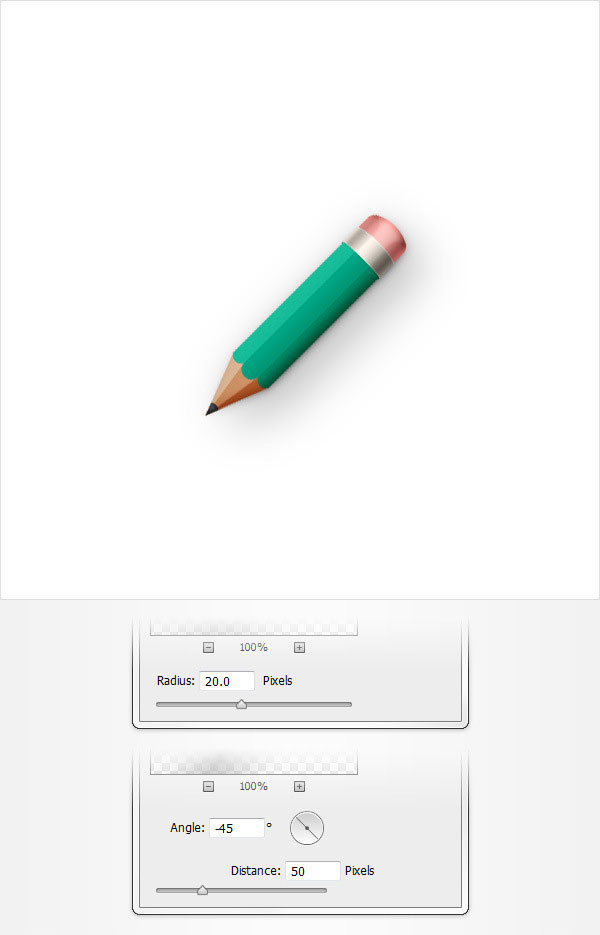 100%
Radius: 20.0 Pixels
100%
Angle: -45 °
Distance: 50 Pixels